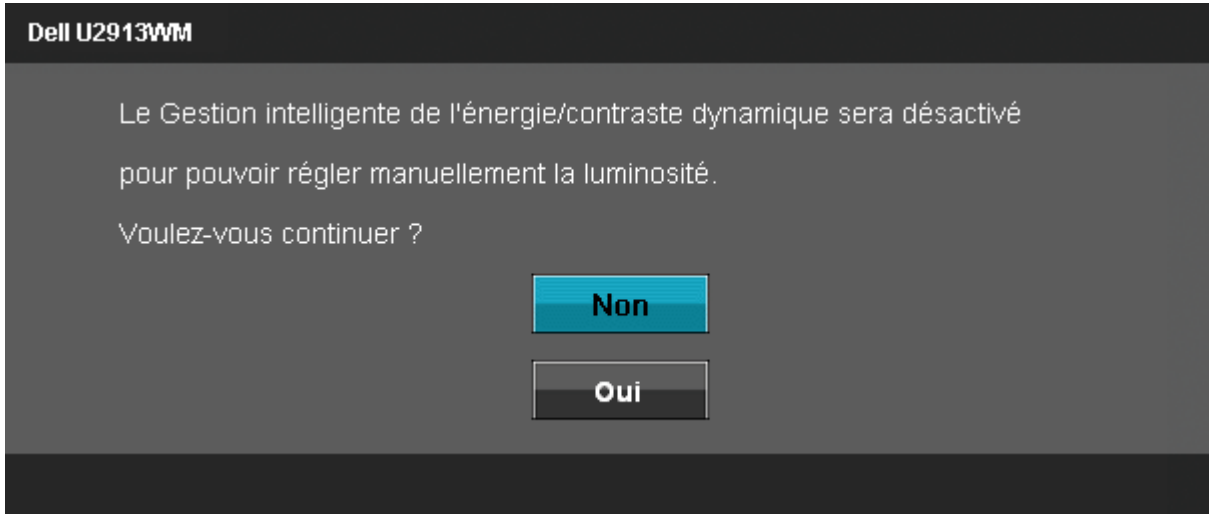 Dell U2913WM
Le Gestion intelligente de l'énergie/contraste dynamique sera désactivé
pour pouvoir régler manuellement la luminosité.
Voulez-vous continuer ?
Non
Oui